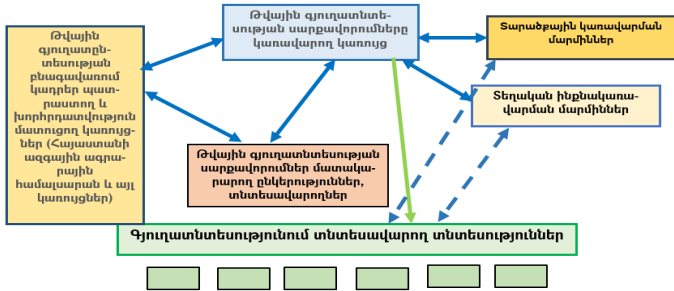 Թվային
գյուղատըն-
տեսության
բնագավառում
կադրեր պատ-
րաստող և
խորհրդատվություն
մատուցող կառույց-
ներ (Հայաստանի
ազգային ագրա-
րային
համալսարան և այլ
կառույցներ)
Թվային գյուղատնտե-
սության սարքավորումները
կառավարող կառույց
Տարածքային կառավարման
մարմիններ
Տեղական ինքնակառա-
վարման մարմիններ
Թվային գյուղատնտեսության
սարքավորումներ մատակա-
րարող ընկերություններ,
տնտեսավարողներ
Գյուղատնտեսությունում տնտեսավարող տնտեսություններ